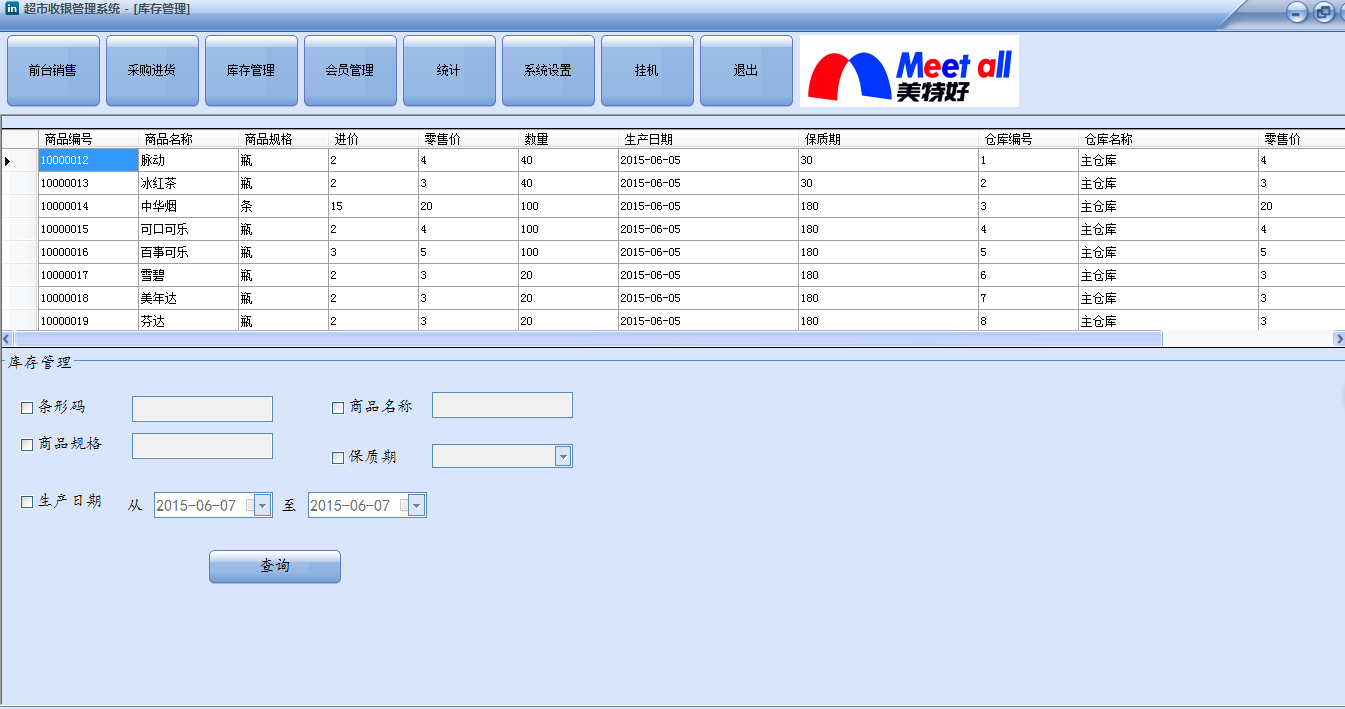 in 超市收银管理系统 - [库存管理]
前台销售 采购进货 库存管理 会员管理 统计 系统设置 挂机 退出 Meet all
美特好
商品编号 商品名称 商品规格 进价 零售价 数量 生产日期 保质期 仓库编号 仓库名称 零售价
10000012 脉动 瓶 2 4 40 2015-06-05 30 1 主仓库 4
10000013 冰红茶 瓶 2 3 40 2015-06-05 30 2 主仓库 3
10000014 中华烟 条 15 20 100 2015-06-05 180 3 主仓库 20
10000015 可口可乐 瓶 2 4 100 2015-06-05 180 4 主仓库 4
10000016 百事可乐 瓶 3 5 100 2015-06-05 180 5 主仓库 5
10000017 雪碧 瓶 2 3 20 2015-06-05 180 6 主仓库 3
10000018 美年达 瓶 2 3 20 2015-06-05 180 7 主仓库 3
10000019 芬达 瓶 2 3 20 2015-06-05 180 8 主仓库 3
库存管理
条形码 商品名称
商品规格 保质期
生产日期 从 2015-06-07 至 2015-06-07
查询